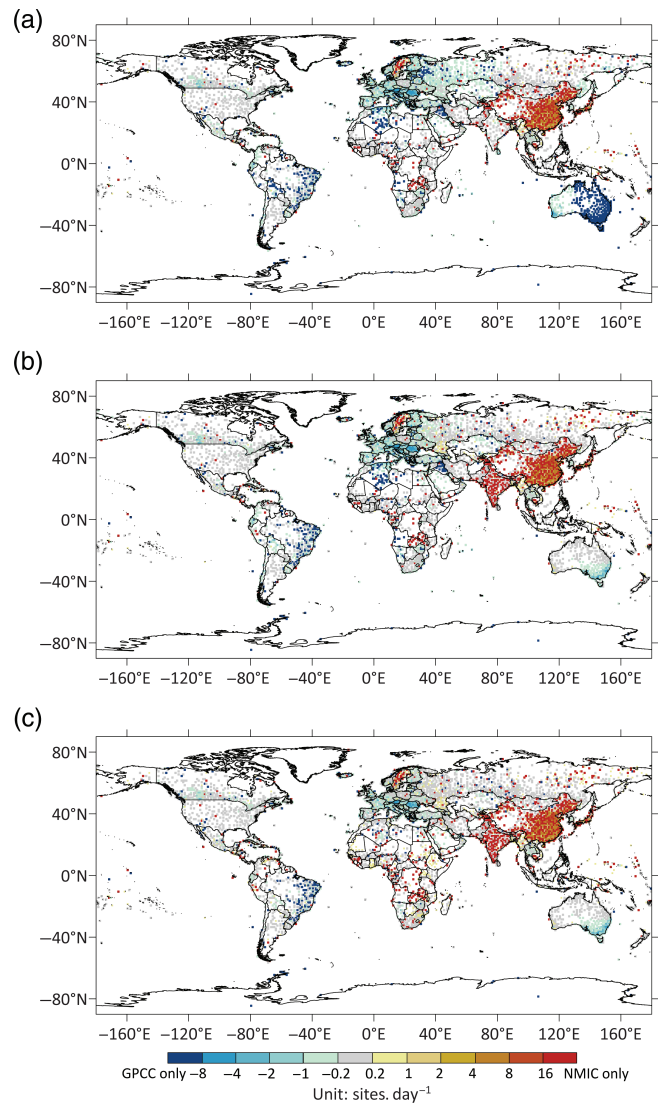 (a)
80°N
40°N
0°N
−40°N
−80°N
−160°E −120°E −80°E −40°E 0°E 40°E 80°E 120°E 160°E
(b)
80°N
40°N
0°N
−40°N
−80°N
−160°E −120°E −80°E −40°E 0°E 40°E 80°E 120°E 160°E
(c)
80°N
40°N
0°N
−40°N
−80°N
−160°E −120°E −80°E −40°E 0°E 40°E 80°E 120°E 160°E
GPCC only −8 −4 −2 −1 −0.2 0.2 1 2 4 8 16 NMIC only
Unit: sites. day⁻¹